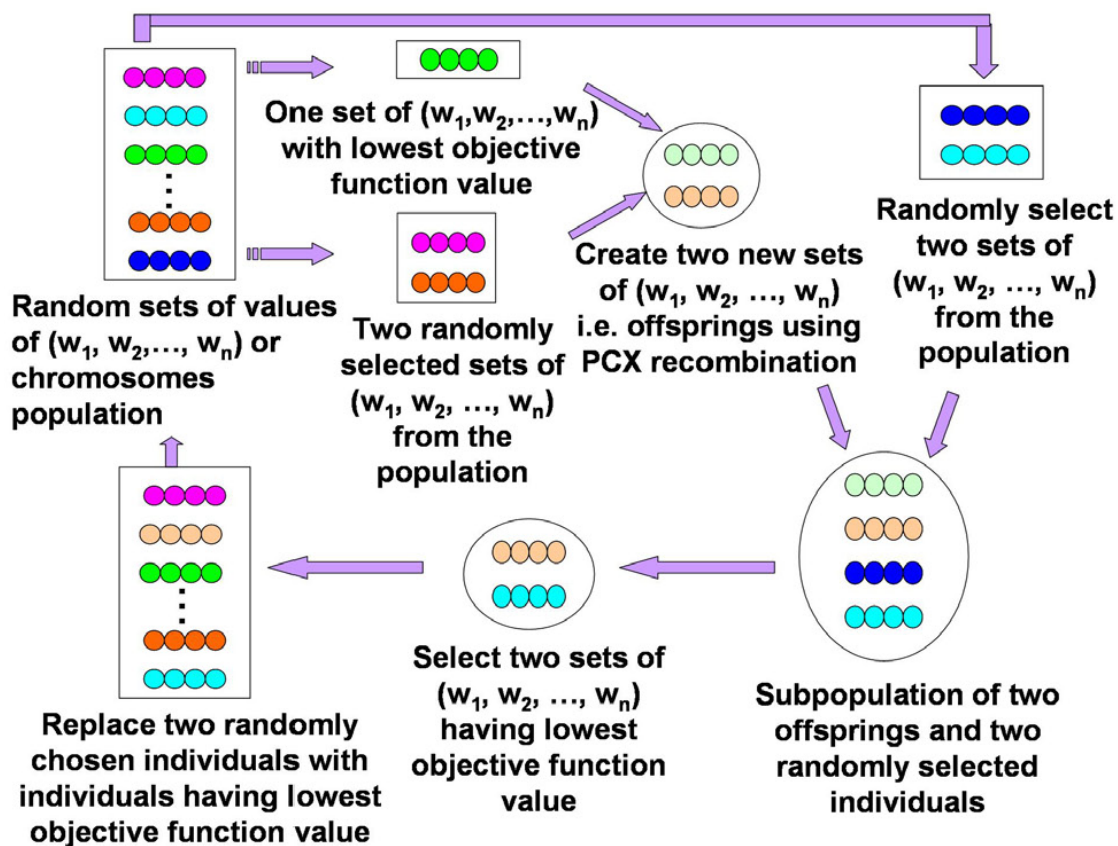 One set of (w₁,w₂,…,wₙ)
with lowest objective
function value
Random sets of values
of (w₁, w₂,…, wₙ) or
chromosomes
population
Two randomly
selected sets of
(w₁, w₂, …, wₙ)
from the
population
Create two new sets
of (w₁, w₂, …, wₙ)
i.e. offsprings using
PCX recombination
Randomly select
two sets of
(w₁, w₂, …, wₙ)
from the
population
Subpopulation of two
offsprings and two
randomly selected
individuals
Select two sets of
(w₁, w₂, …, wₙ)
having lowest
objective function
value
Replace two randomly
chosen individuals with
individuals having lowest
objective function value